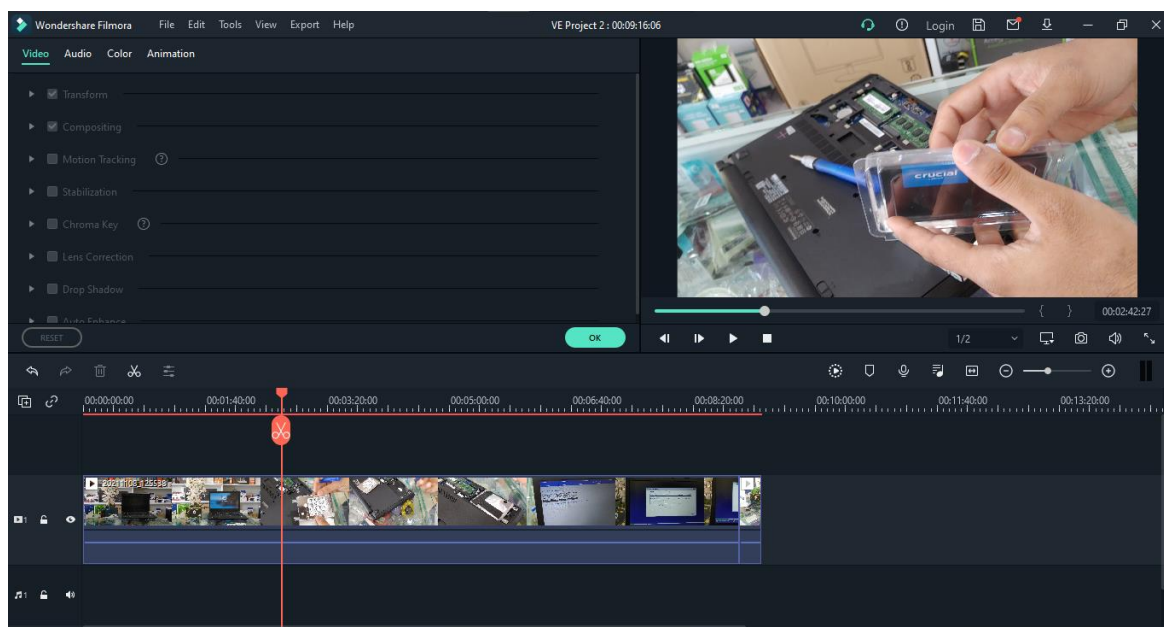 Wondershare Filmora File Edit Tools View Export Help VE Project 2 : 00:09:16:06 Login
Video Audio Color Animation
Transform
Compositing
Motion Tracking
Stabilization
Chroma Key
Lens Correction
Drop Shadow
Auto Enhance
RESET OK
crucial
{ } 00:02:42:27
1/2
00:00:00:00 00:01:40:00 00:03:20:00 00:05:00:00 00:06:40:00 00:08:20:00 00:10:00:00 00:11:40:00 00:13:20:00
1
1